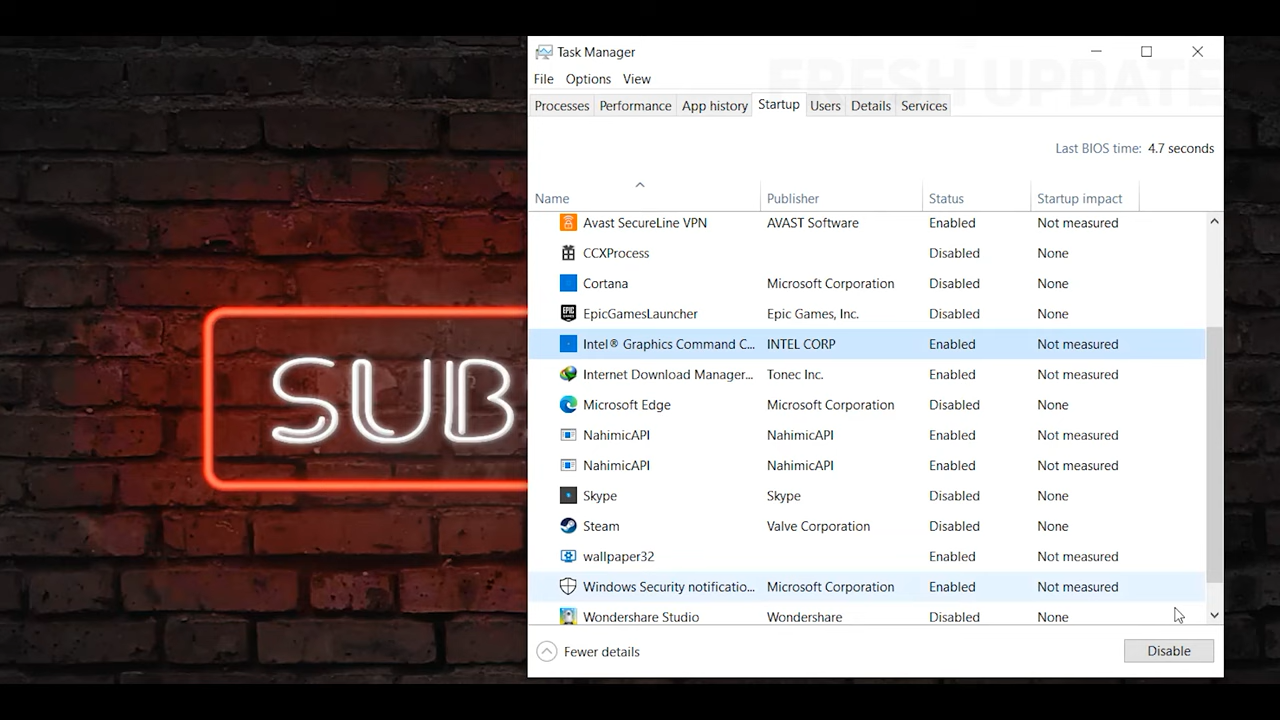 Task Manager
File Options View
FRESH UPDATE
Processes Performance App history Startup Users Details Services
Last BIOS time: 4.7 seconds
Name Publisher Status Startup impact
Avast SecureLine VPN AVAST Software Enabled Not measured
CCXProcess Disabled None
Cortana Microsoft Corporation Disabled None
EPIC GAMES EpicGamesLauncher Epic Games, Inc. Disabled None
Intel® Graphics Command C... INTEL CORP Enabled Not measured
Internet Download Manager... Tonec Inc. Enabled Not measured
Microsoft Edge Microsoft Corporation Disabled None
NahimicAPI NahimicAPI Enabled Not measured
NahimicAPI NahimicAPI Enabled Not measured
Skype Skype Disabled None
Steam Valve Corporation Disabled None
wallpaper32 Enabled Not measured
Windows Security notificatio... Microsoft Corporation Enabled Not measured
Wondershare Studio Wondershare Disabled None
Fewer details Disable
SUB